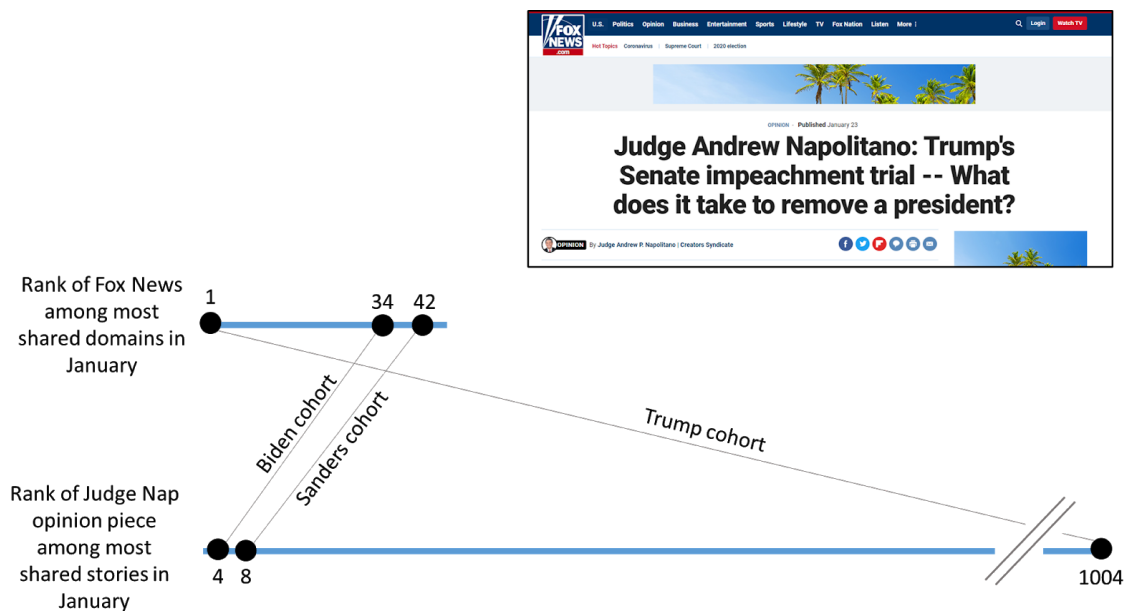 FOX
NEWS
.com
U.S. Politics Opinion Business Entertainment Sports Lifestyle TV Fox Nation Listen More Login Watch TV
Hot Topics Coronavirus Supreme Court 2020 election
OPINION - Published January 23
Judge Andrew Napolitano: Trump's
Senate impeachment trial -- What
does it take to remove a president?
OPINION By Judge Andrew P. Napolitano | Creators Syndicate
Rank of Fox News
among most
shared domains in
January
1 34 42
Biden cohort
Sanders cohort
Trump cohort
Rank of Judge Nap
opinion piece
among most
shared stories in
January
4 8 1004